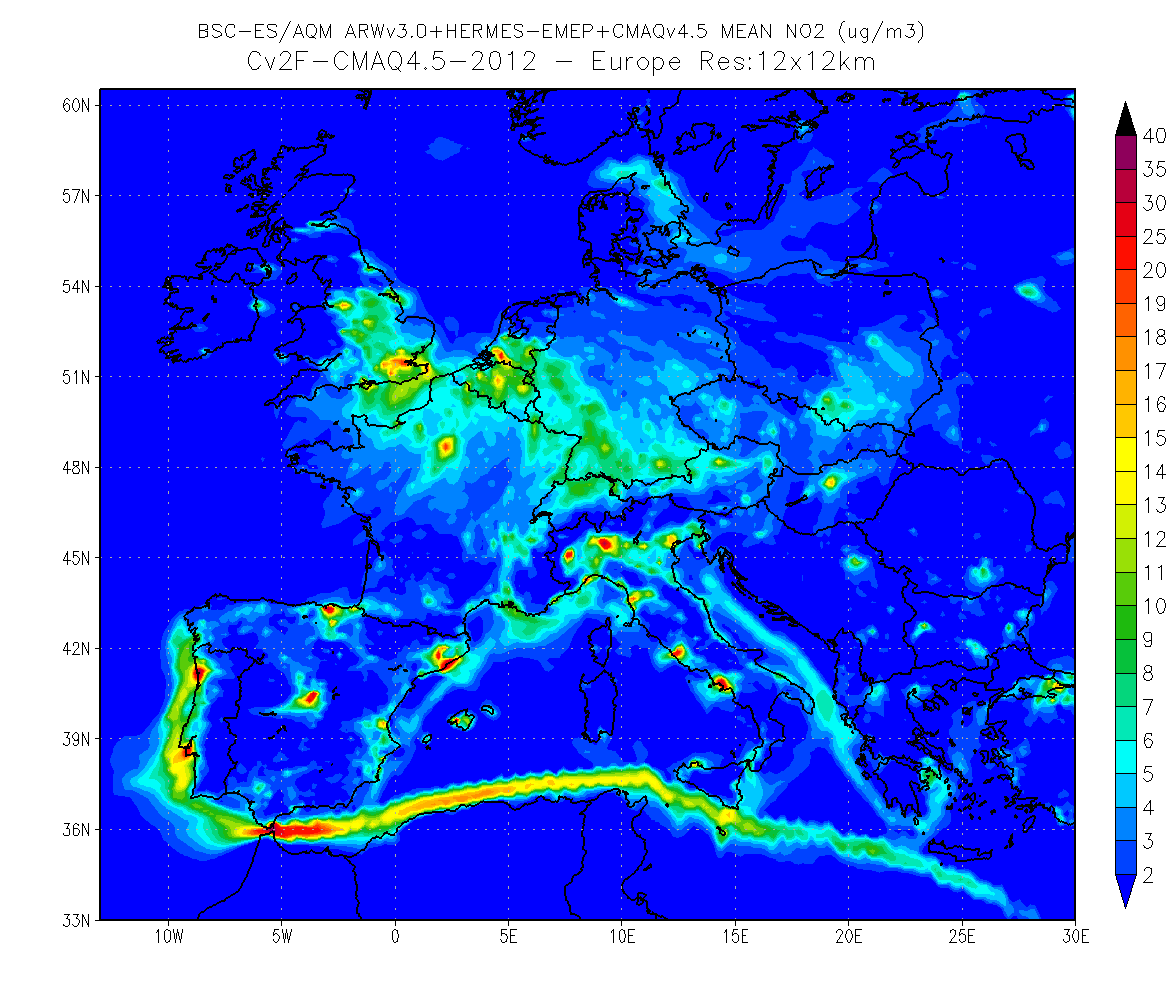 BSC-ES/AQM ARWv3.0+HERMES-EMEP+CMAQv4.5 MEAN NO2 (ug/m3)
Cv2F-CMAQ4.5-2012 - Europe Res:12x12km
60N
57N
54N
51N
48N
45N
42N
39N
36N
33N
10W 5W 0 5E 10E 15E 20E 25E 30E
40
35
30
25
20
19
18
17
16
15
14
13
12
11
10
9
8
7
6
5
4
3
2